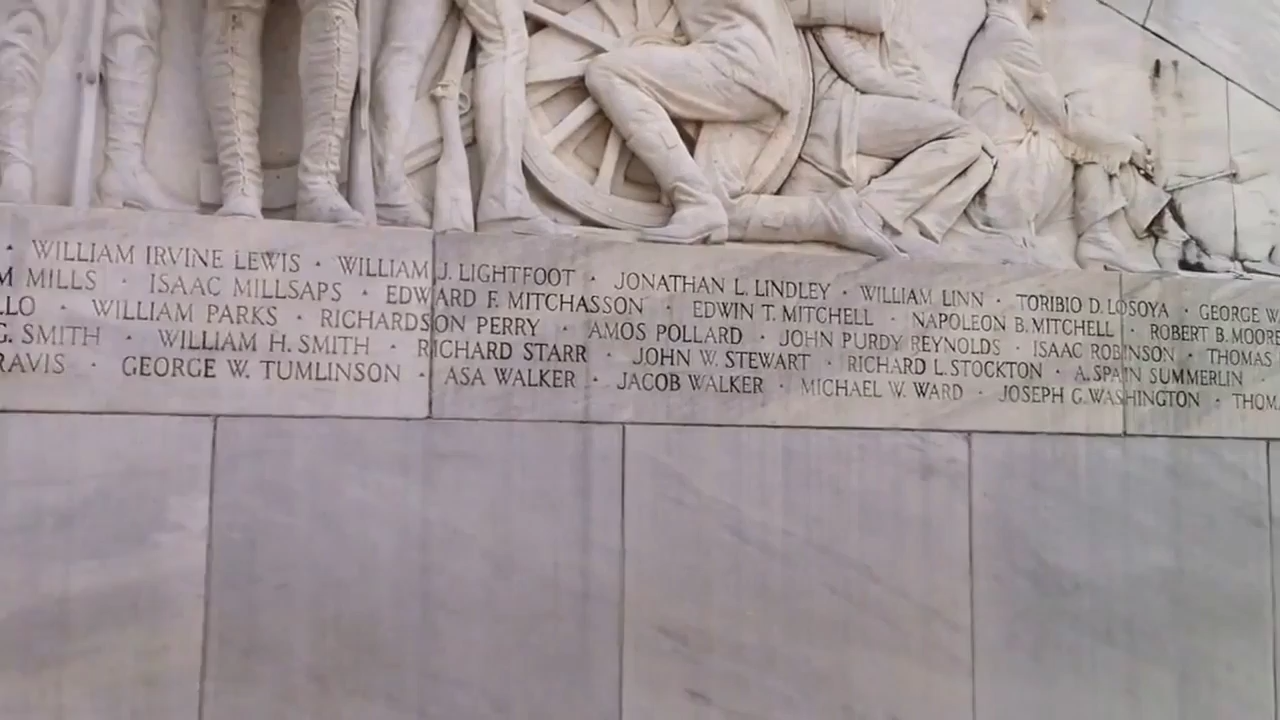 · WILLIAM IRVINE LEWIS · WILLIAM J. LIGHTFOOT · JONATHAN L. LINDLEY · WILLIAM LINN · TORIBIO D. LOSOYA · GEORGE W
M MILLS · ISAAC MILLSAPS · EDWARD F. MITCHASSON · EDWIN T. MITCHELL · NAPOLEON B. MITCHELL · ROBERT B. MOORE
LLO · WILLIAM PARKS · RICHARDSON PERRY · AMOS POLLARD · JOHN PURDY REYNOLDS · ISAAC ROBINSON · THOMAS
G. SMITH · WILLIAM H. SMITH · RICHARD STARR · JOHN W. STEWART · RICHARD L. STOCKTON · A. SPAIN SUMMERLIN ·
RAVIS · GEORGE W. TUMLINSON · ASA WALKER · JACOB WALKER · MICHAEL W. WARD · JOSEPH G. WASHINGTON · THOM